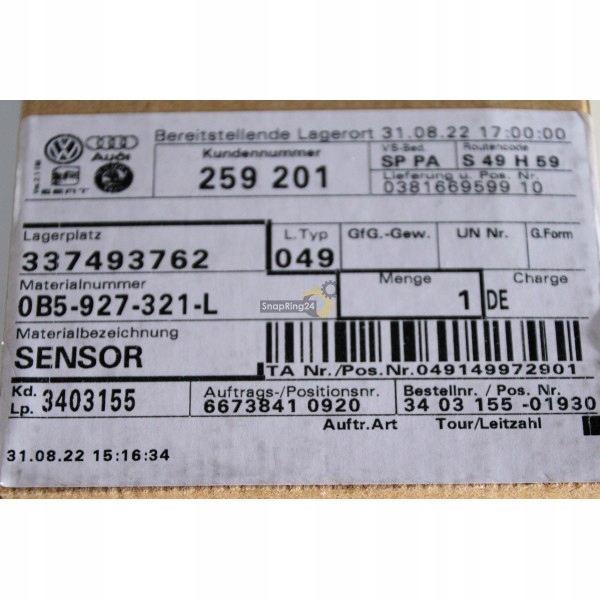 Bereitstellende Lagerort 31.08.22 17:00:00
Audi
SEAT
Kundennummer
259 201
VS-Bed.
SP PA
Routencode
S 49 H 59
Lieferung u. Pos. Nr.
0381669599 10
Lagerplatz
337493762
L.Typ
049
GfG.-Gew.
UN Nr.
G.Form
Materialnummer
0B5-927-321-L
Menge
1
Charge
DE
SnapRing24
Materialbezeichnung
SENSOR
TA Nr./Pos.Nr.049149972901
Kd.
Lp. 3403155
Auftrags-/Positionsnr.
66738410920
Bestellnr. / Pos. Nr.
34 03 155 -01930
Auftr.Art
Tour/Leitzahl
31.08.22 15:16:34